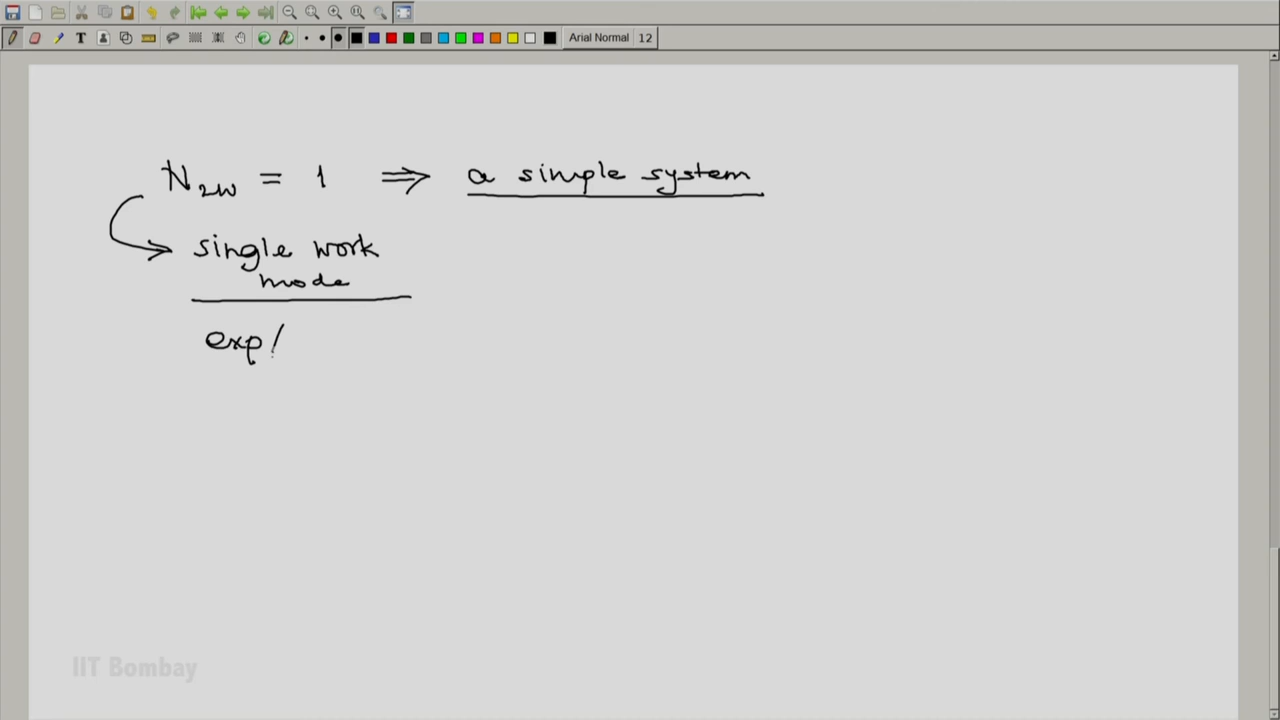 Arial Normal 12
N2W = 1 ⇒ a simple system
single work
mode
exp/
IIT Bombay